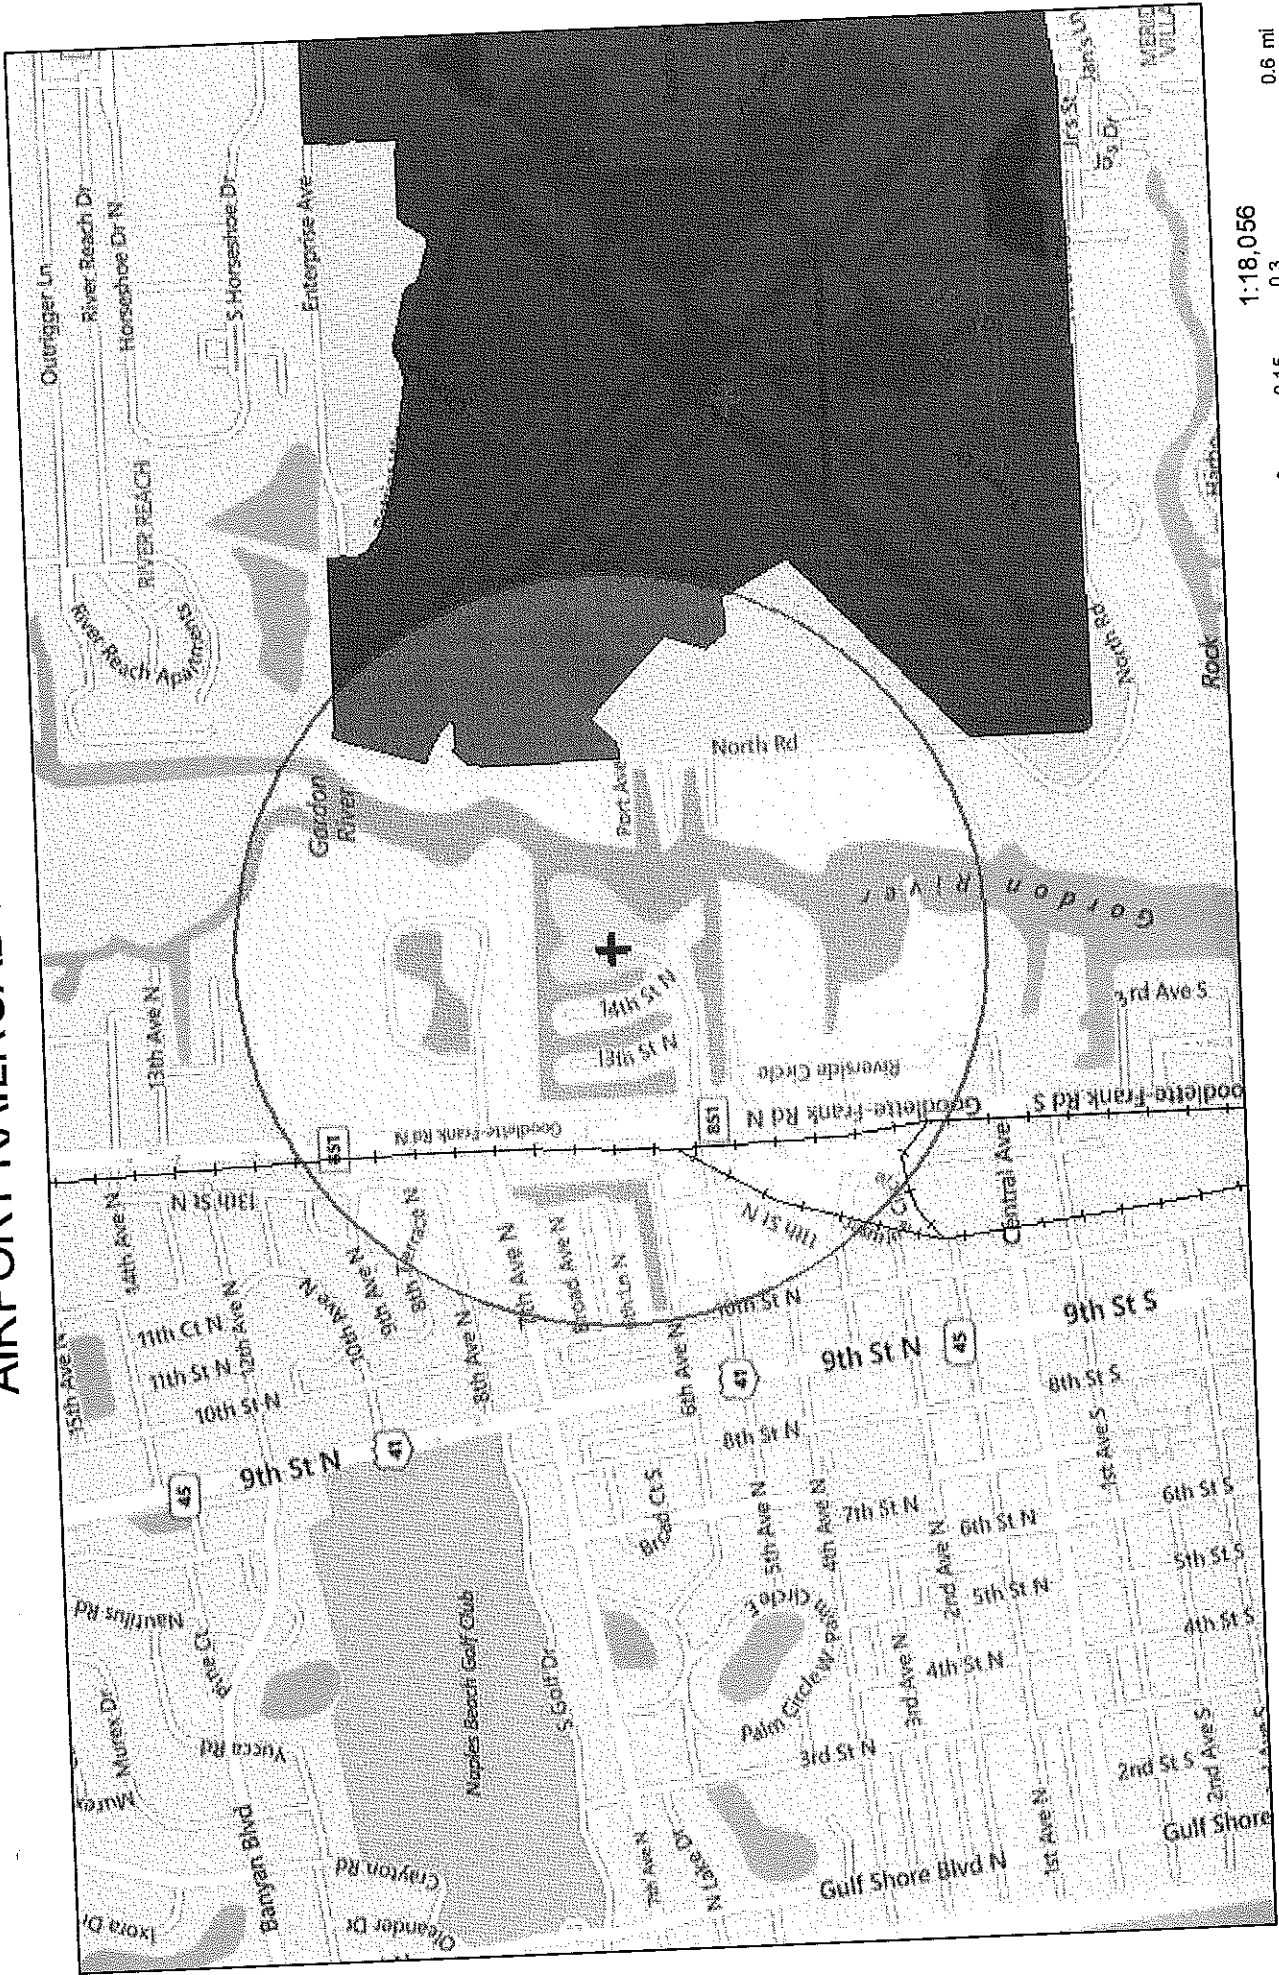 Outrigger Ln
River Reach Dr
Horseshoe Dr N
S Horseshoe Dr
Enterprise Ave
RIVER REACH
River Reach Apartments
Gordon
River
Port Ave
North Rd
North Rd
Rock
Gordon River
13th Ave N
14th St N
13th St N
Riverside Circle
3rd Ave S
851
851
Goodlette-Frank Rd N
Goodlette-Frank Rd N
Goodlette-Frank Rd S
Central Ave
11th St N
13th St N
14th Ave N
15th Ave N
11th Ct N
11th St N
10th St N
12th Ave N
10th Ave N
9th Ave N
8th Terrace N
8th Ave N
7th Ave N
Broad Ave N
6th Ave N
10th St N
45
9th St N
41
41
9th St N
45
9th St S
8th St S
8th St N
Broad Ct S
5th Ave N
4th Ave N
7th St N
2nd Ave N
6th St N
5th St N
1st Ave S
6th St S
5th St S
4th St S
Nautilus Rd
Pine Ct
Murex Dr
Murex
Yucca Rd
Naples Beach Golf Club
S Golf Dr
Palm Circle W
Palm Circle E
3rd Ave N
4th St N
3rd St N
2nd St S
2nd Ave S
1st Ave N
Ixora Dr
Banyan Blvd
Crayton Rd
Oleander Dr
7th Ave N
N Lake Dr
Gulf Shore Blvd N
Gulf Shore
1:18,056
0.3
0.6 mi